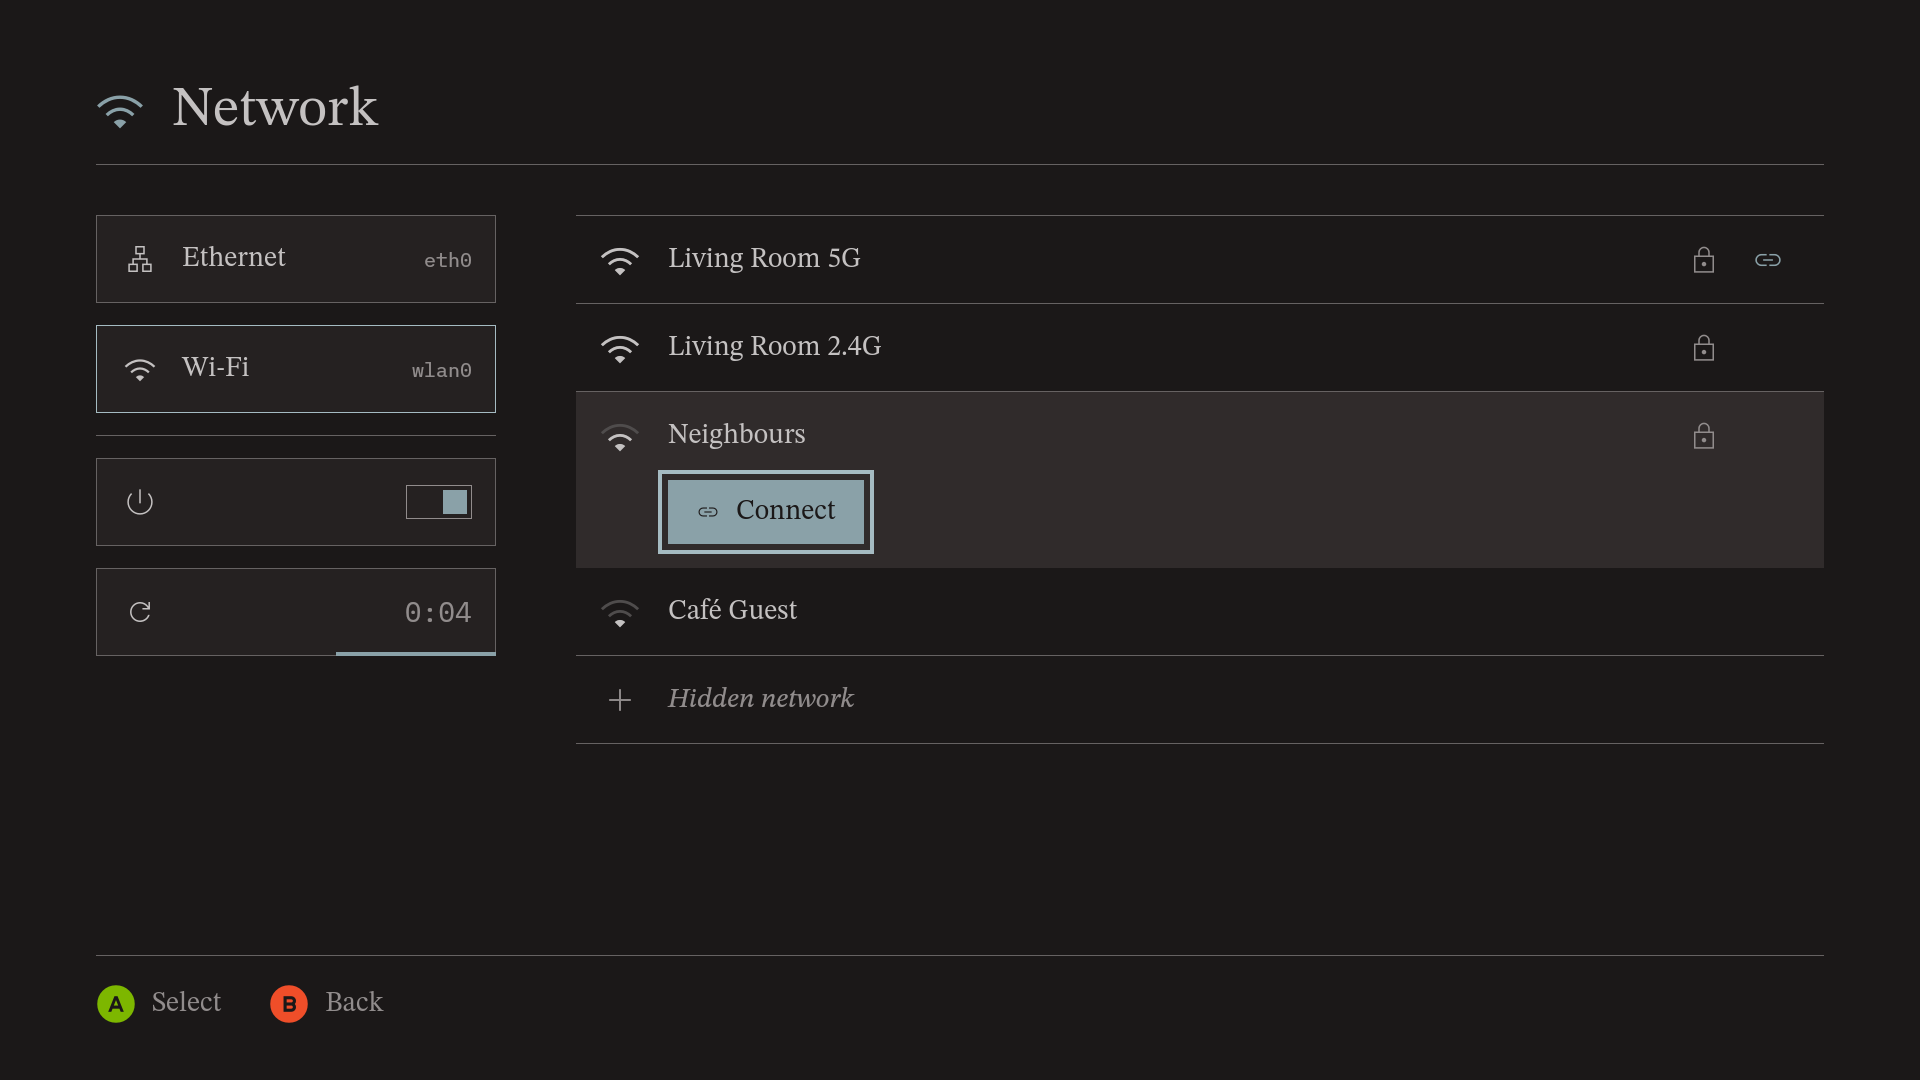 Network
Ethernet eth0
Wi-Fi wlan0
0:04
Living Room 5G
Living Room 2.4G
Neighbours
Connect
Café Guest
Hidden network
A Select B Back